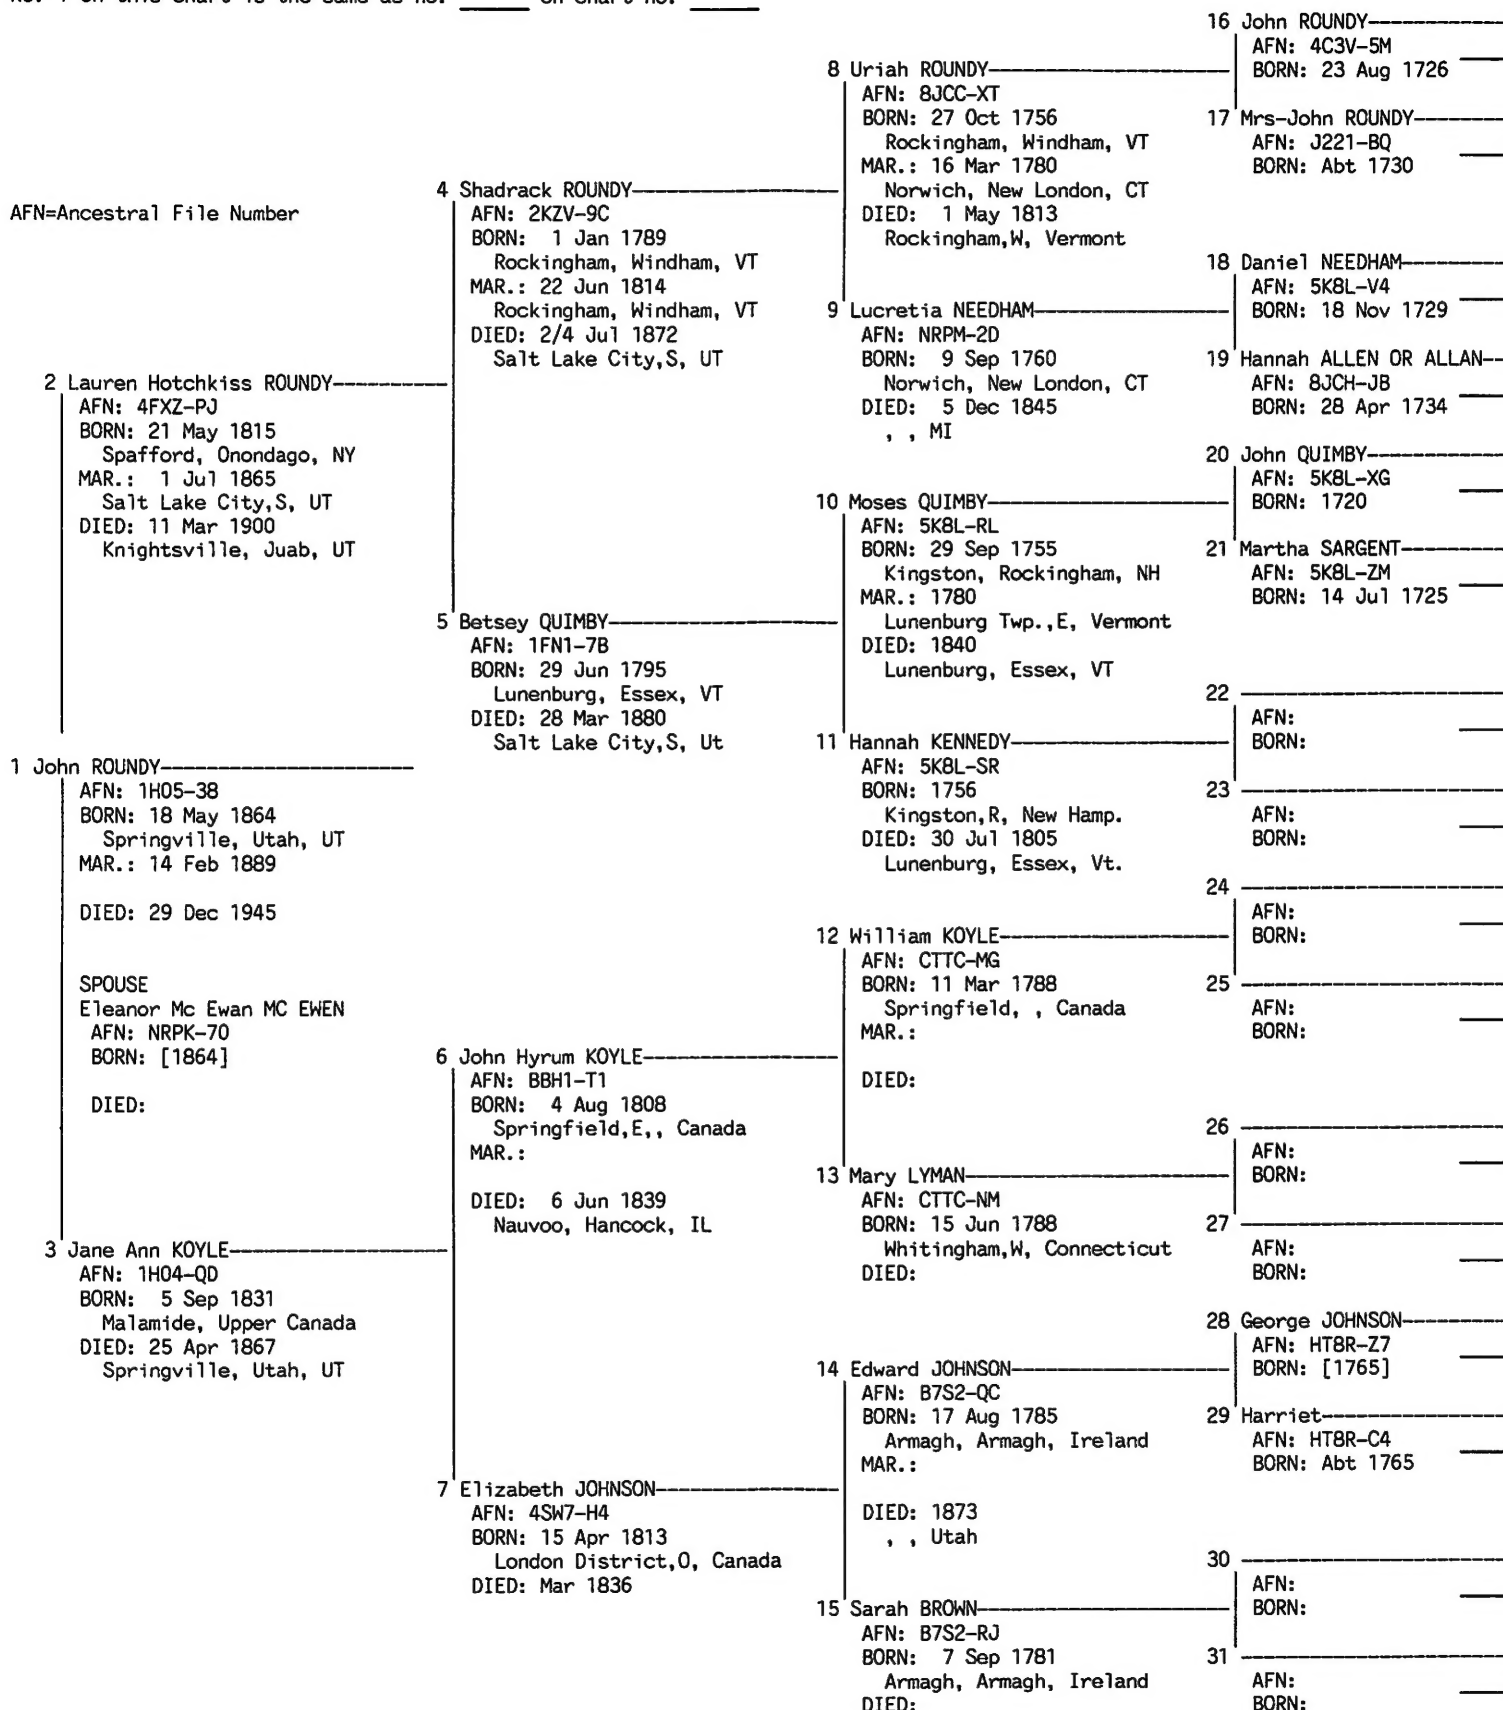 16 John ROUNDY
AFN: 4C3V-5M
BORN: 23 Aug 1726
8 Uriah ROUNDY
AFN: 8JCC-XT
BORN: 27 Oct 1756
Rockingham, Windham, VT
MAR.: 16 Mar 1780
Norwich, New London, CT
DIED: 1 May 1813
Rockingham,W, Vermont
17 Mrs-John ROUNDY
AFN: J221-BQ
BORN: Abt 1730
4 Shadrack ROUNDY
AFN: 2KZV-9C
BORN: 1 Jan 1789
Rockingham, Windham, VT
MAR.: 22 Jun 1814
Rockingham, Windham, VT
DIED: 2/4 Jul 1872
Salt Lake City,S, UT
AFN=Ancestral File Number
18 Daniel NEEDHAM
AFN: 5K8L-V4
BORN: 18 Nov 1729
9 Lucretia NEEDHAM
AFN: NRPM-2D
BORN: 9 Sep 1760
Norwich, New London, CT
DIED: 5 Dec 1845
, , MI
19 Hannah ALLEN OR ALLAN
AFN: 8JCH-JB
BORN: 28 Apr 1734
2 Lauren Hotchkiss ROUNDY
AFN: 4FXZ-PJ
BORN: 21 May 1815
Spafford, Onondago, NY
MAR.: 1 Jul 1865
Salt Lake City,S, UT
DIED: 11 Mar 1900
Knightsville, Juab, UT
20 John QUIMBY
AFN: 5K8L-XG
BORN: 1720
10 Moses QUIMBY
AFN: 5K8L-RL
BORN: 29 Sep 1755
Kingston, Rockingham, NH
MAR.: 1780
Lunenburg Twp.,E, Vermont
DIED: 1840
Lunenburg, Essex, VT
21 Martha SARGENT
AFN: 5K8L-ZM
BORN: 14 Jul 1725
5 Betsey QUIMBY
AFN: 1FN1-7B
BORN: 29 Jun 1795
Lunenburg, Essex, VT
DIED: 28 Mar 1880
Salt Lake City,S, Ut
22
AFN:
BORN:
11 Hannah KENNEDY
AFN: 5K8L-SR
BORN: 1756
Kingston,R, New Hamp.
DIED: 30 Jul 1805
Lunenburg, Essex, Vt.
23
AFN:
BORN:
1 John ROUNDY
AFN: 1H05-38
BORN: 18 May 1864
Springville, Utah, UT
MAR.: 14 Feb 1889
DIED: 29 Dec 1945
SPOUSE
Eleanor Mc Ewan MC EWEN
AFN: NRPK-70
BORN: [1864]
DIED:
24
AFN:
BORN:
12 William KOYLE
AFN: CTTC-MG
BORN: 11 Mar 1788
Springfield, , Canada
MAR.:
DIED:
25
AFN:
BORN:
6 John Hyrum KOYLE
AFN: BBH1-T1
BORN: 4 Aug 1808
Springfield,E,, Canada
MAR.:
DIED: 6 Jun 1839
Nauvoo, Hancock, IL
26
AFN:
BORN:
13 Mary LYMAN
AFN: CTTC-NM
BORN: 15 Jun 1788
Whitingham,W, Connecticut
DIED:
27
AFN:
BORN:
3 Jane Ann KOYLE
AFN: 1H04-QD
BORN: 5 Sep 1831
Malamide, Upper Canada
DIED: 25 Apr 1867
Springville, Utah, UT
28 George JOHNSON
AFN: HT8R-Z7
BORN: [1765]
14 Edward JOHNSON
AFN: B7S2-QC
BORN: 17 Aug 1785
Armagh, Armagh, Ireland
MAR.:
DIED: 1873
, , Utah
29 Harriet
AFN: HT8R-C4
BORN: Abt 1765
7 Elizabeth JOHNSON
AFN: 4SW7-H4
BORN: 15 Apr 1813
London District,O, Canada
DIED: Mar 1836
30
AFN:
BORN:
15 Sarah BROWN
AFN: B7S2-RJ
BORN: 7 Sep 1781
Armagh, Armagh, Ireland
DIED:
31
AFN:
BORN: